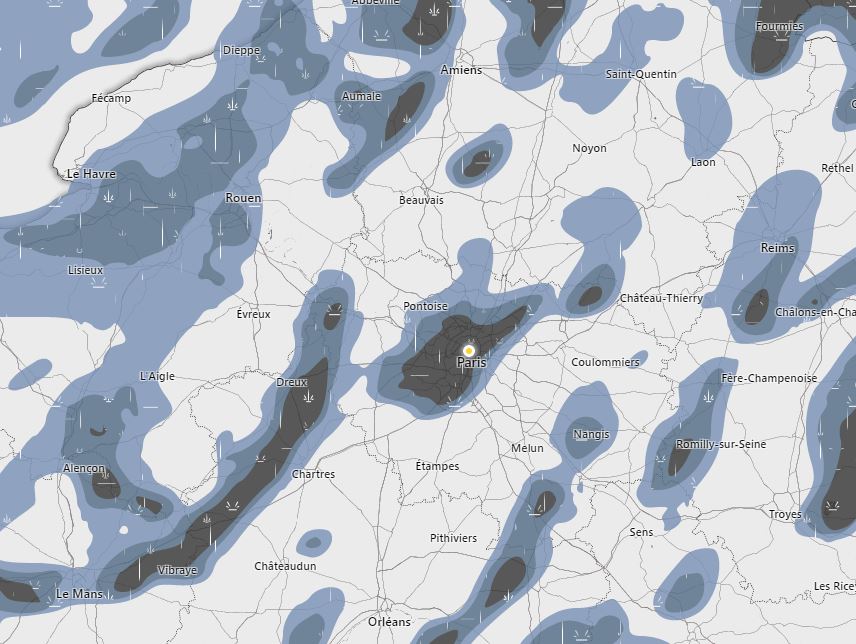 Abbeville
Fourmies
Dieppe
Amiens
Saint-Quentin
Fécamp
Aumale
C
Noyon
Laon
Rethel
Le Havre
Rouen
Beauvais
Reims
Lisieux
Château-Thierry
Pontoise
Évreux
Châlons-en-Cha
Paris
Coulommiers
L'Aigle
Dreux
Fère-Champenoise
Nangis
Romilly-sur-Seine
Melun
Alençon
Étampes
Chartres
Troyes
Sens
Pithiviers
Vibraye
Châteaudun
Les Rice
Le Mans
Orléans